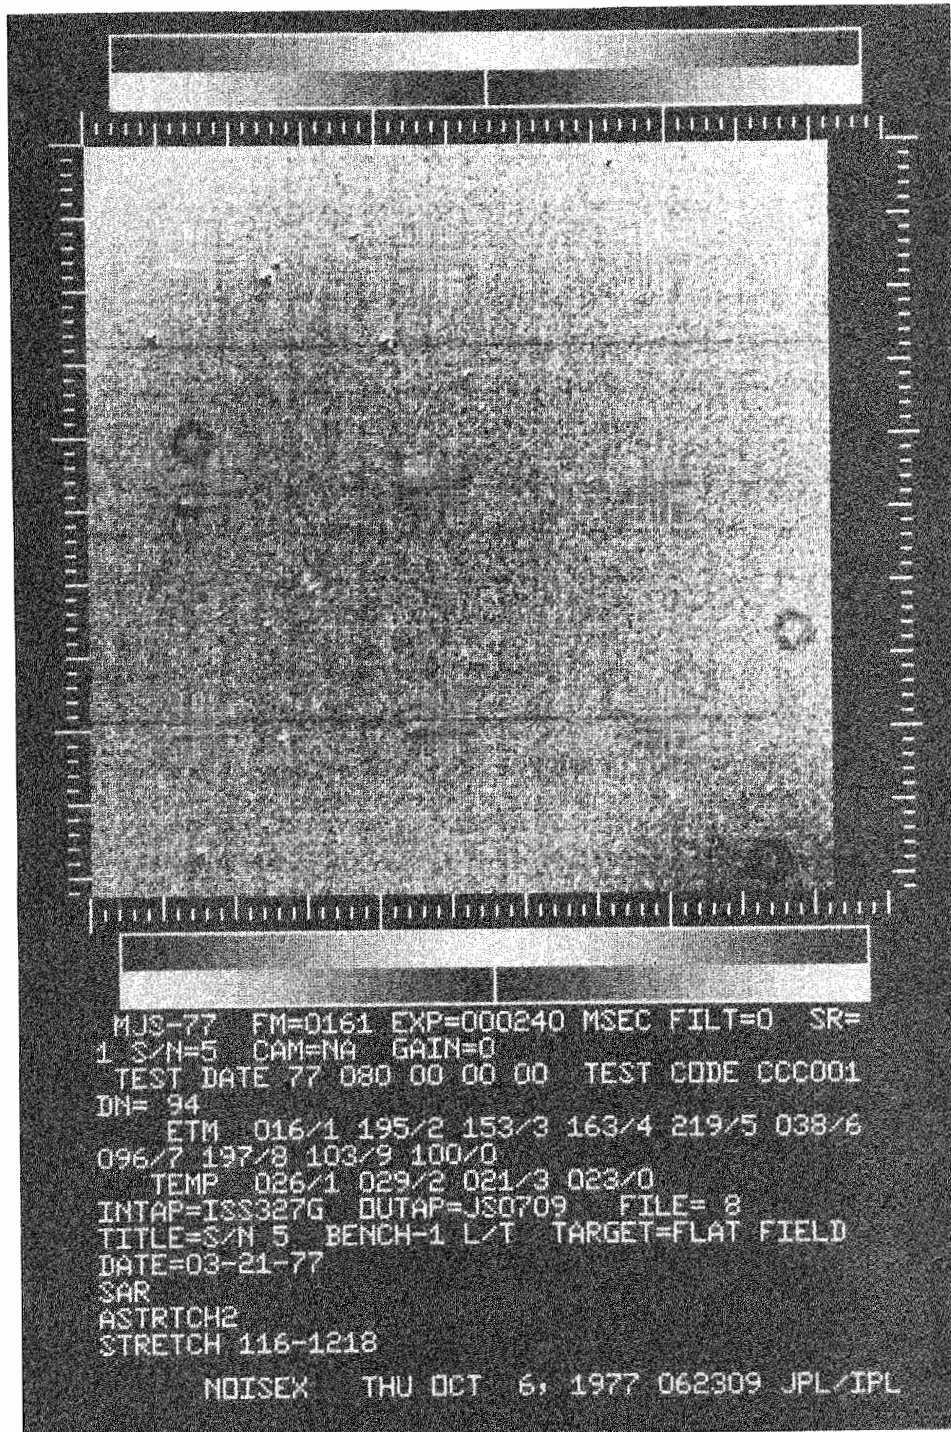 MJS-77 FM=0161 EXP=000240 MSEC FILT=0 SR=
1 S/N=5 CAM=NA GAIN=0
TEST DATE 77 080 00 00 00 TEST CODE CCC001
DN= 94
ETM 016/1 195/2 153/3 163/4 219/5 038/6
096/7 197/8 103/9 100/0
TEMP 026/1 029/2 021/3 023/0
INTAP=ISS327G OUTAP=JS0709 FILE= 8
TITLE=S/N 5 BENCH-1 L/T TARGET=FLAT FIELD
DATE=03-21-77
SAR
ASTRTCH2
STRETCH 116-1218
NOISEX THU OCT 6, 1977 062309 JPL/IPL